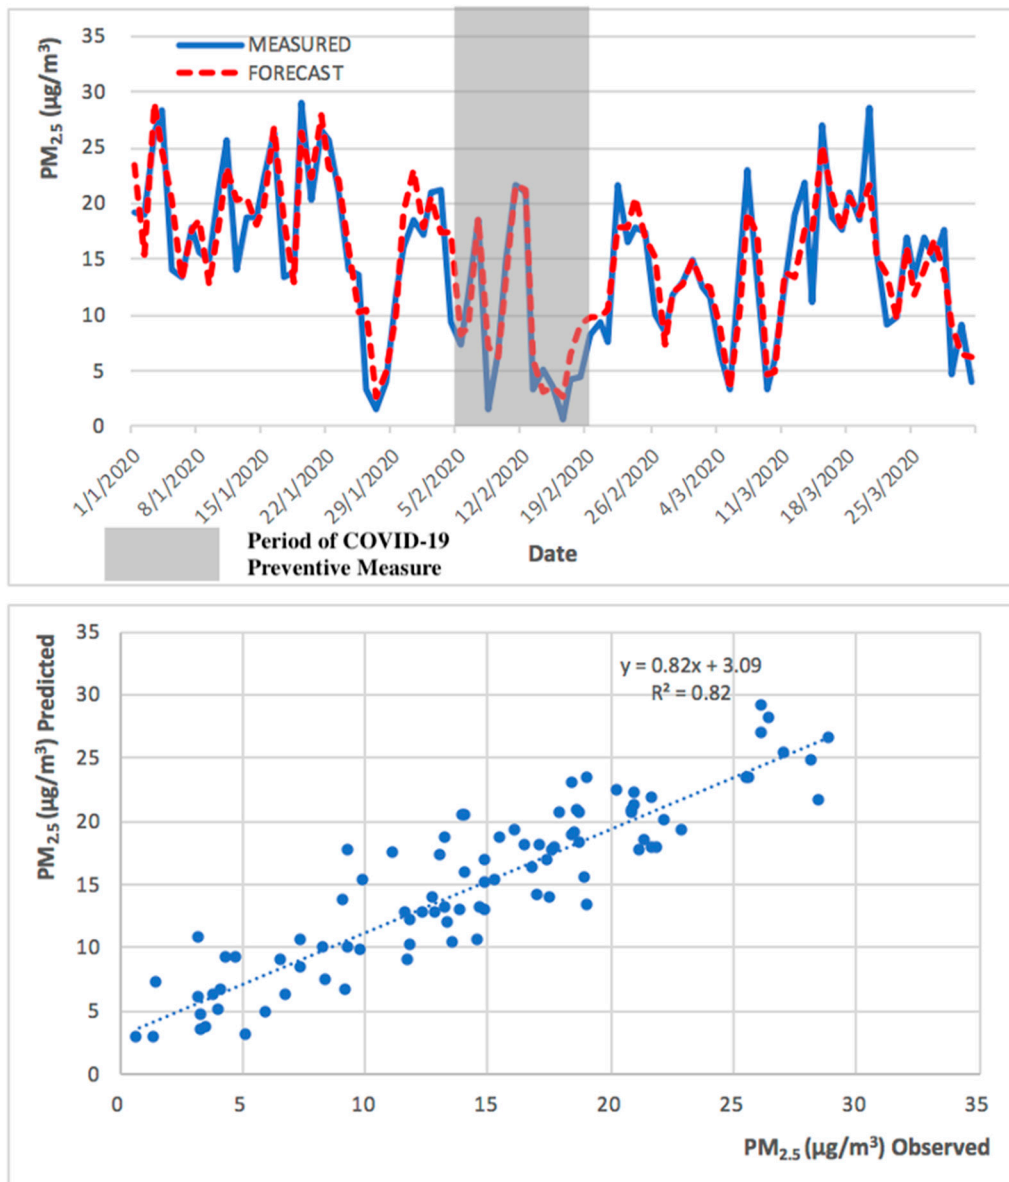 PM2.5 (µg/m³)
35
30
25
20
15
10
5
0
MEASURED
FORECAST
1/1/2020
8/1/2020
15/1/2020
22/1/2020
29/1/2020
5/2/2020
12/2/2020
19/2/2020
26/2/2020
4/3/2020
11/3/2020
18/3/2020
25/3/2020
Date
Period of COVID-19
Preventive Measure
PM2.5 (µg/m³) Predicted
35
30
25
20
15
10
5
0
y = 0.82x + 3.09
R² = 0.82
0 5 10 15 20 25 30 35
PM2.5 (µg/m³) Observed